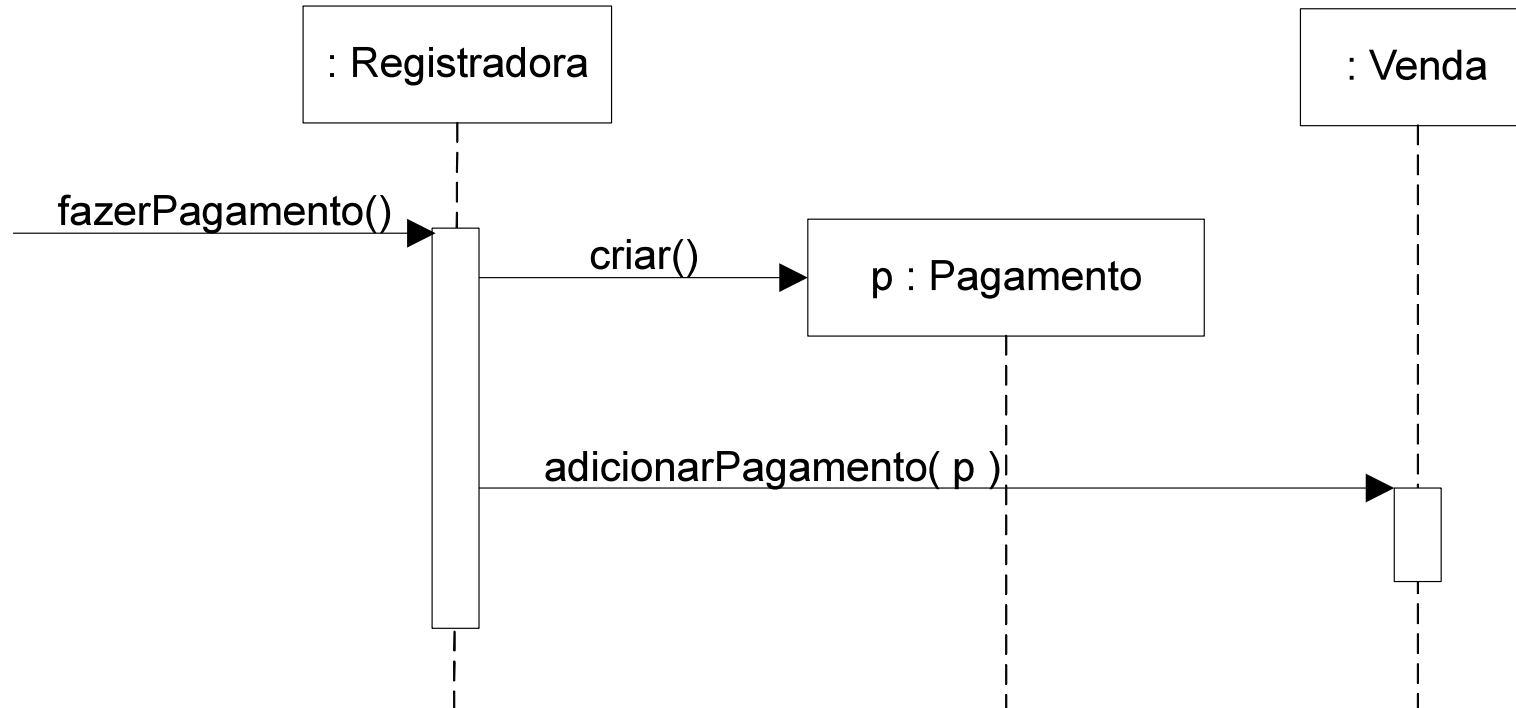 : Registradora
: Venda
fazerPagamento()
criar()
p : Pagamento
adicionarPagamento( p )